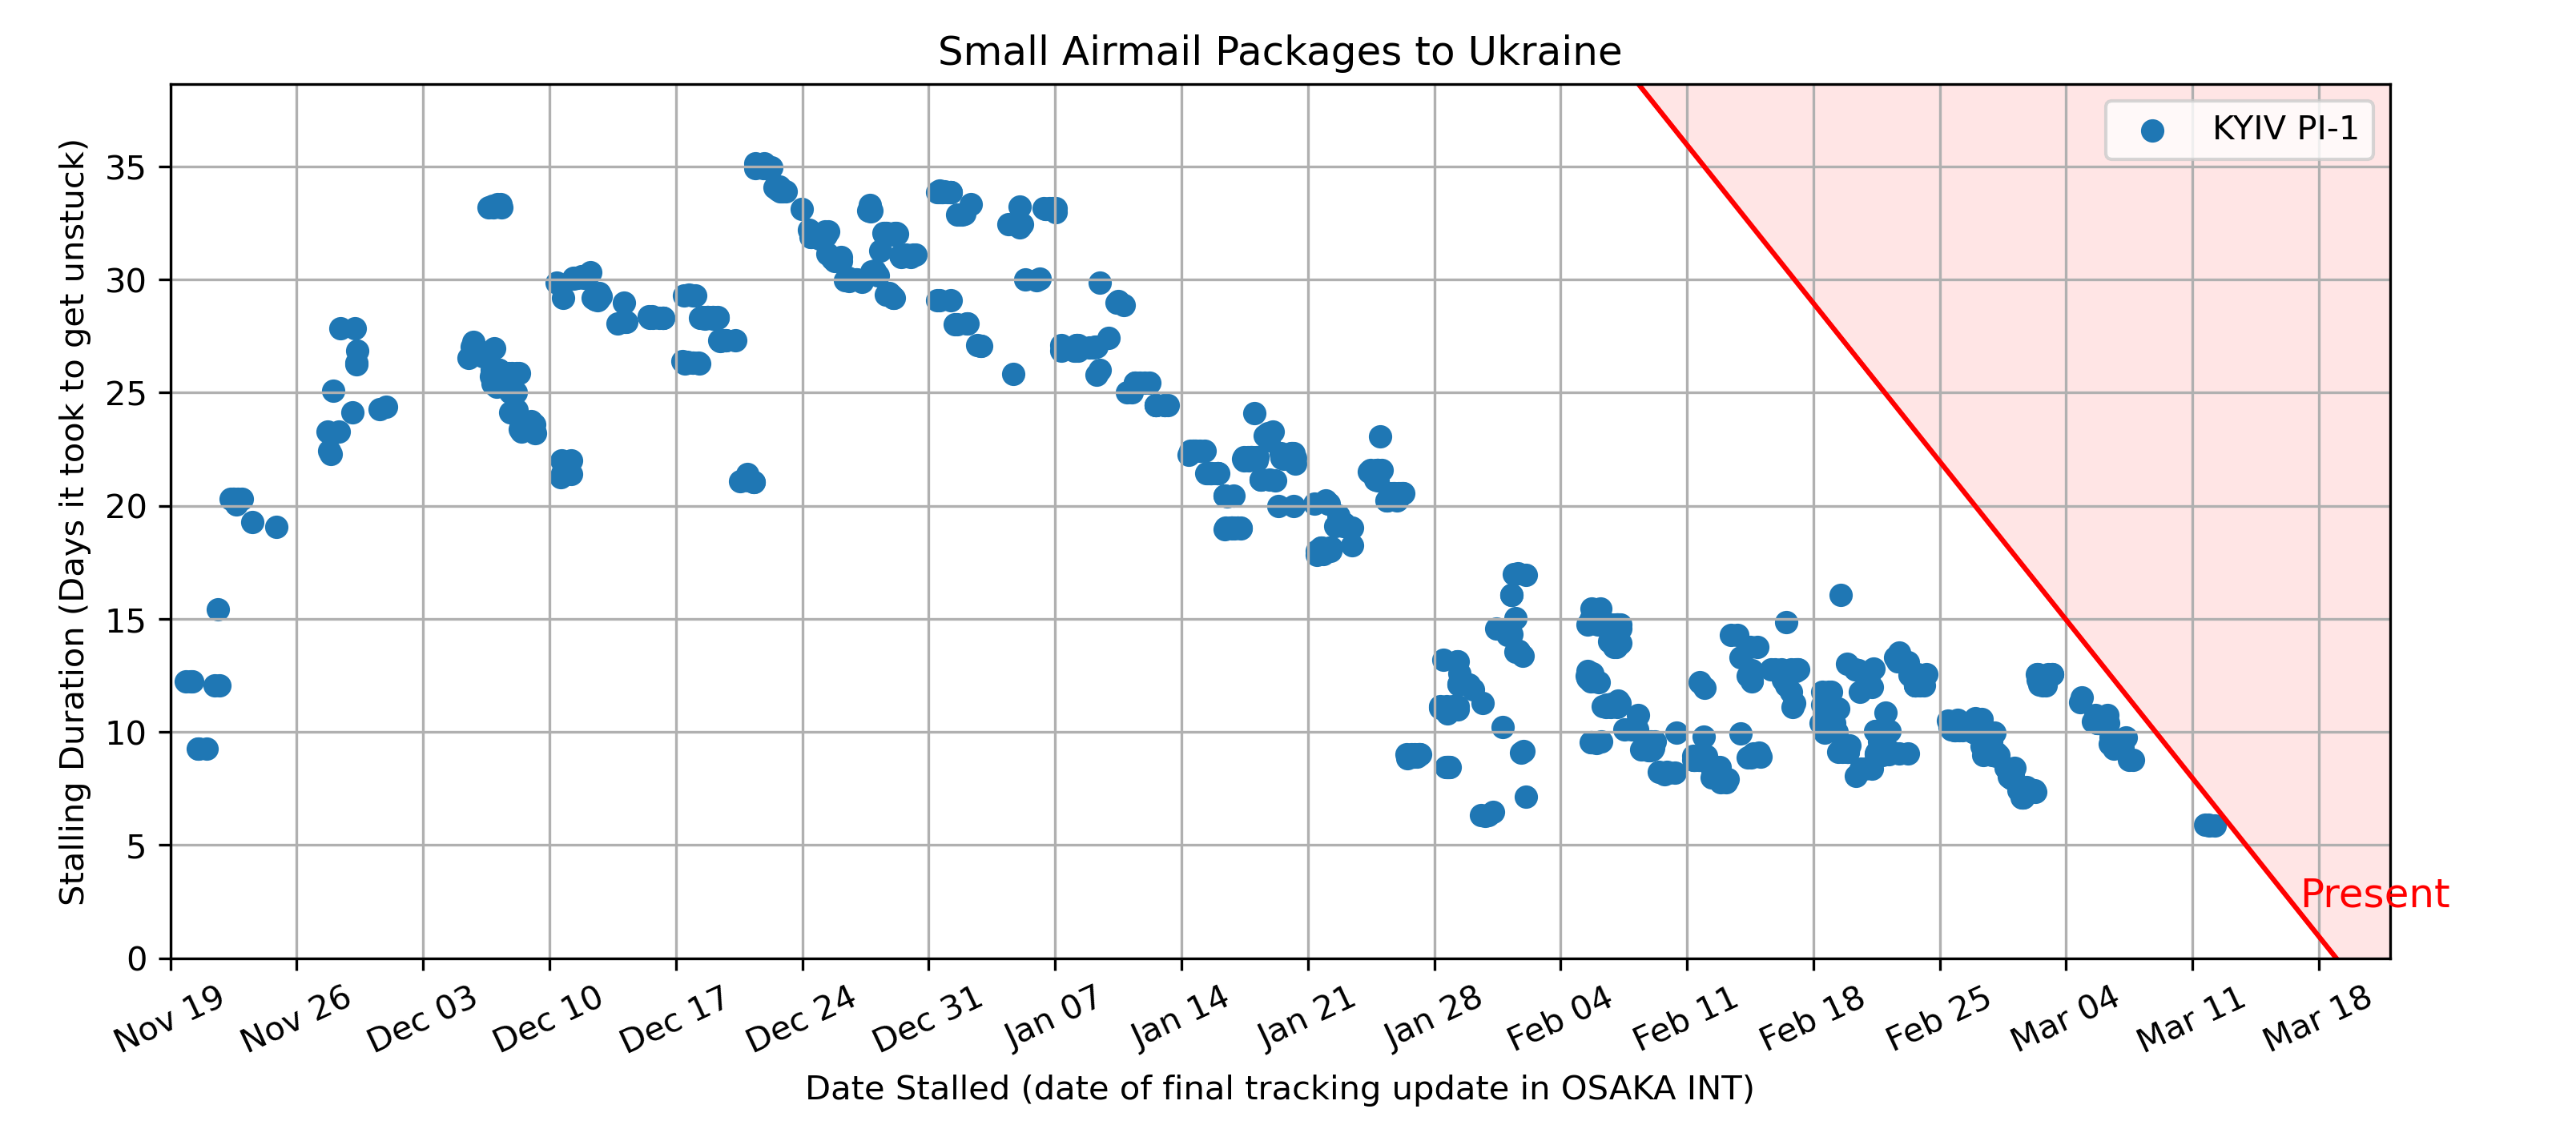 Small Airmail Packages to Ukraine
KYIV PI-1
Stalling Duration (Days it took to get unstuck)
35
30
25
20
15
10
5
0
Present
Nov 19
Nov 26
Dec 03
Dec 10
Dec 17
Dec 24
Dec 31
Jan 07
Jan 14
Jan 21
Jan 28
Feb 04
Feb 11
Feb 18
Feb 25
Mar 04
Mar 11
Mar 18
Date Stalled (date of final tracking update in OSAKA INT)